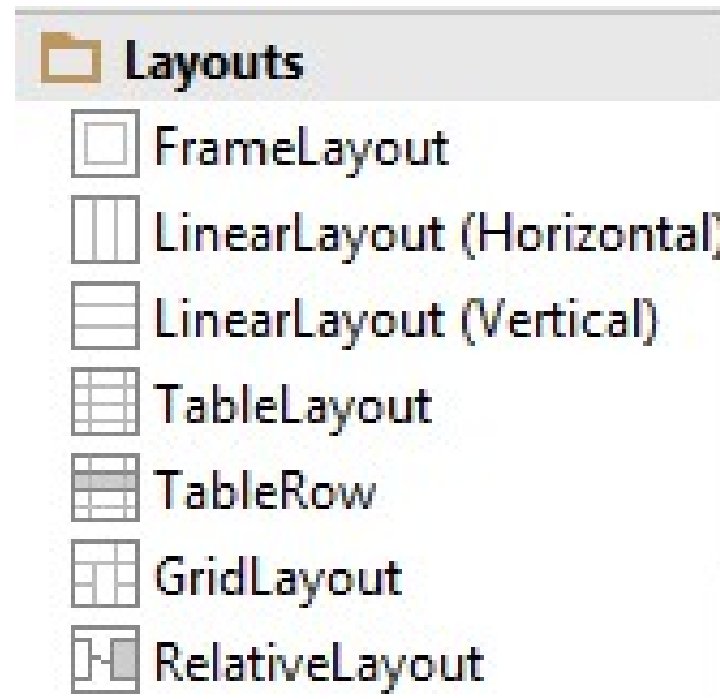 Layouts
FrameLayout
LinearLayout (Horizontal)
LinearLayout (Vertical)
TableLayout
TableRow
GridLayout
RelativeLayout